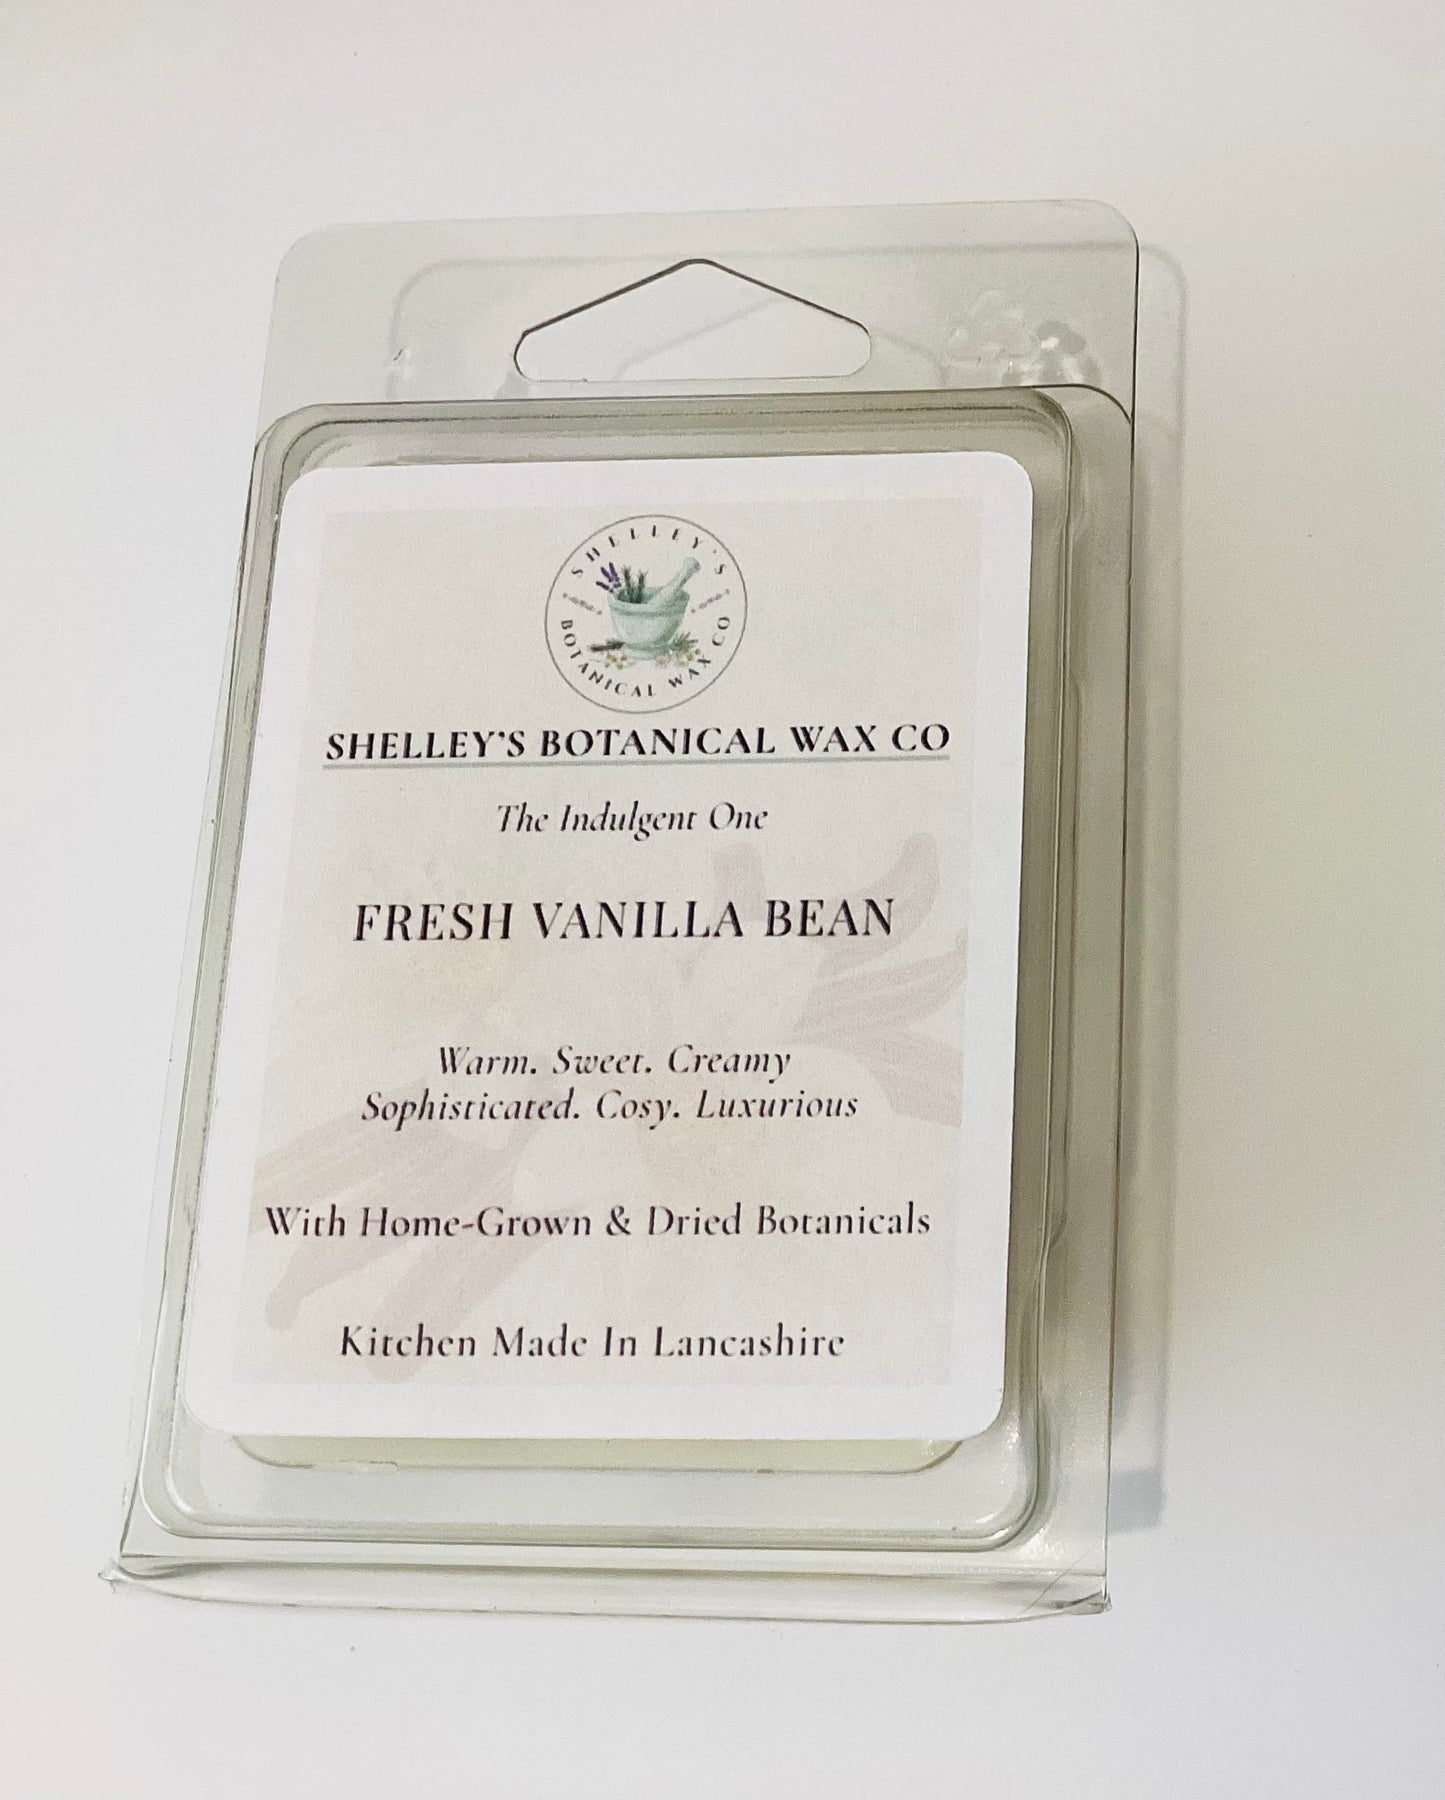 SHELLEY'S
BOTANICAL WAX CO
SHELLEY'S BOTANICAL WAX CO
The Indulgent One
FRESH VANILLA BEAN
Warm. Sweet. Creamy
Sophisticated. Cosy. Luxurious
With Home-Grown & Dried Botanicals
Kitchen Made In Lancashire